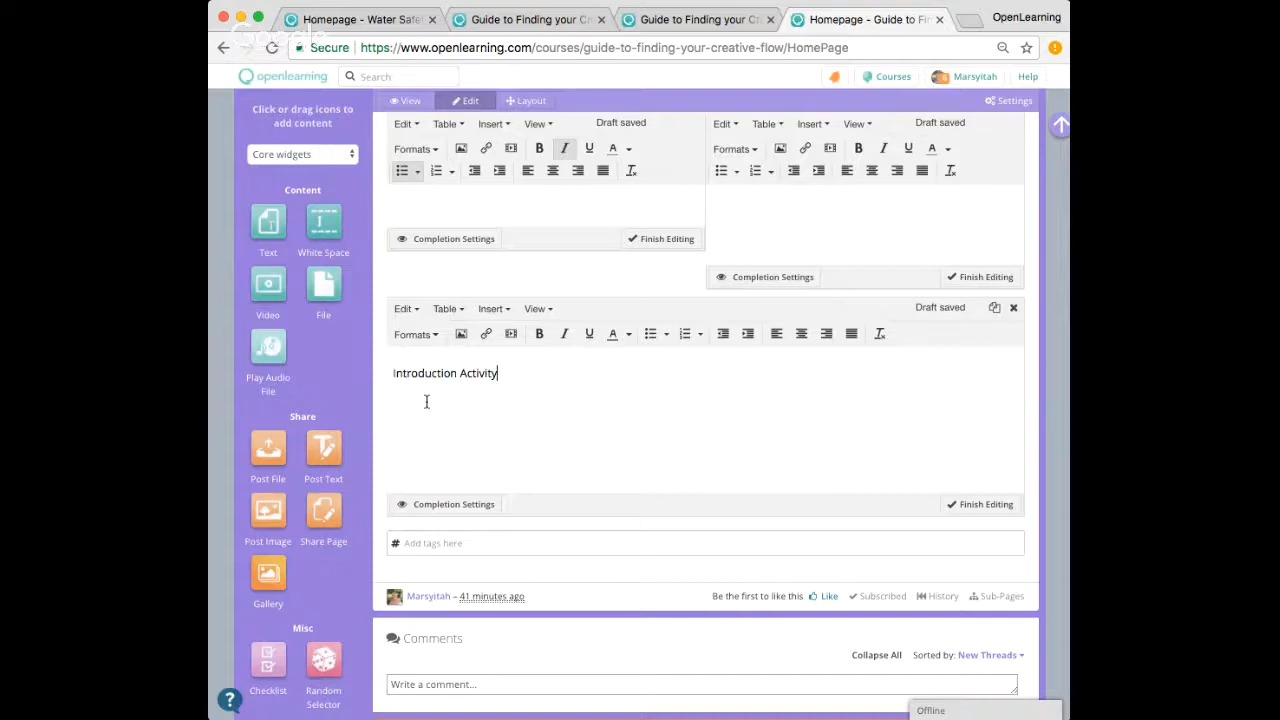 Homepage - Water Safe
Guide to Finding your Cr
Guide to Finding your Cr
Homepage - Guide to Fi
OpenLearning
Google
Secure
https://www.openlearning.com/courses/guide-to-finding-your-creative-flow/HomePage
openlearning
Search
Courses
6
Marsyitah
Help
View
Edit
Layout
Settings
Click or drag icons to
add content
Core widgets
Content
Text
White Space
Video
File
Play Audio
File
Share
Post File
Post Text
Post Image
Share Page
Gallery
Misc
Checklist
Random
Selector
Edit
Table
Insert
View
Draft saved
Formats
B
I
U
A
Completion Settings
Finish Editing
Edit
Table
Insert
View
Draft saved
Formats
B
I
U
A
Completion Settings
Finish Editing
Edit
Table
Insert
View
Draft saved
Formats
B
I
U
A
Introduction Activity
Completion Settings
Finish Editing
# Add tags here
Marsyitah – 41 minutes ago
Be the first to like this
Like
Subscribed
History
Sub-Pages
Comments
Collapse All
Sorted by: New Threads
Write a comment...
?
Offline